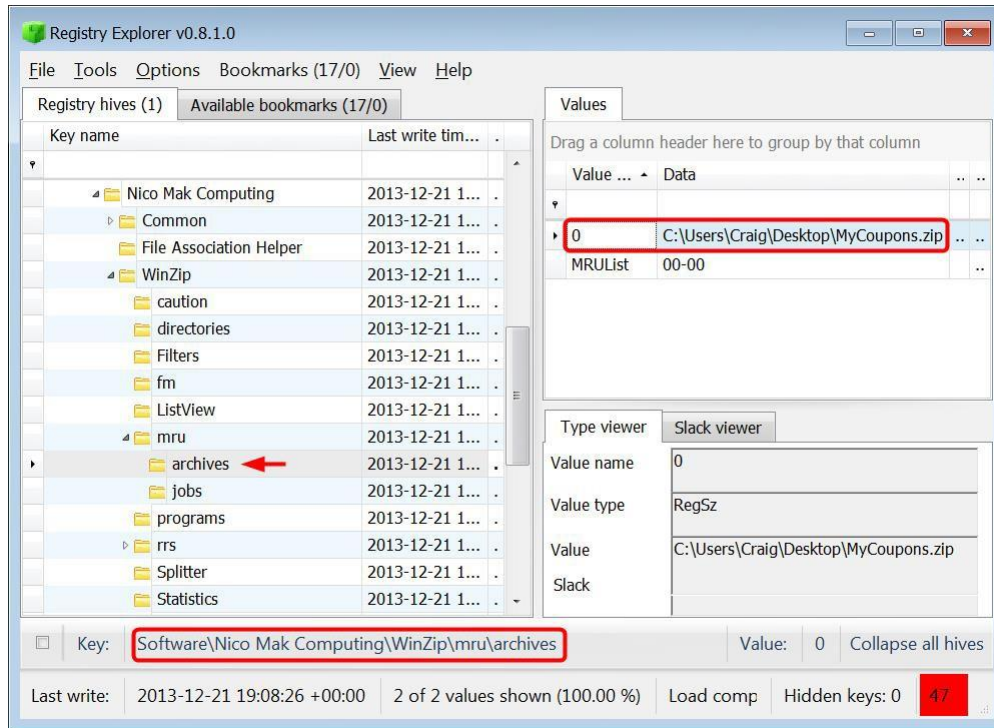 Registry Explorer v0.8.1.0
File Tools Options Bookmarks (17/0) View Help
Registry hives (1) Available bookmarks (17/0)
Key name Last write tim... .
Nico Mak Computing 2013-12-21 1... .
Common 2013-12-21 1... .
File Association Helper 2013-12-21 1... .
WinZip 2013-12-21 1... .
caution 2013-12-21 1... .
directories 2013-12-21 1... .
Filters 2013-12-21 1... .
fm 2013-12-21 1... .
ListView 2013-12-21 1... .
mru 2013-12-21 1... .
archives 2013-12-21 1... .
jobs 2013-12-21 1... .
programs 2013-12-21 1... .
rrs 2013-12-21 1... .
Splitter 2013-12-21 1... .
Statistics 2013-12-21 1... .
Values
Drag a column header here to group by that column
Value ... Data .. ..
0 C:\Users\Craig\Desktop\MyCoupons.zip .. ..
MRUList 00-00 ..
Type viewer Slack viewer
Value name 0
Value type RegSz
Value C:\Users\Craig\Desktop\MyCoupons.zip
Slack
Key: Software\Nico Mak Computing\WinZip\mru\archives Value: 0 Collapse all hives
Last write: 2013-12-21 19:08:26 +00:00 2 of 2 values shown (100.00 %) Load comp Hidden keys: 0 47